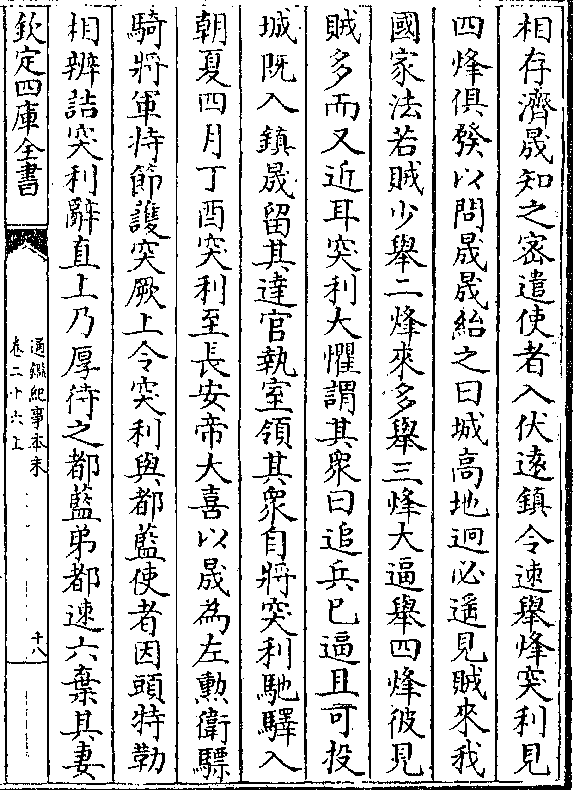 相存濟晟知之密遣使者入伏逺鎮令速舉烽突利見
四烽俱發以問晟晟紿之曰城高地逈必遥見賊來我
國家法若賊少舉二烽來多舉三烽大逼舉四烽彼見
賊多而又近耳突利大懼謂其衆曰追兵已逼且可投
城既入鎮晟留其達官執室領其衆自將突利馳驛入
朝夏四月丁酉突利至長安帝大喜以晟為左勲衛驃
騎將軍持節護突厥上令突利與都藍使者因頭特勒
相辨詰突利辭直上乃厚待之都藍弟都速六棄其妻
欽定四庫全書
通鑑紀事本末
卷二十六上
十八